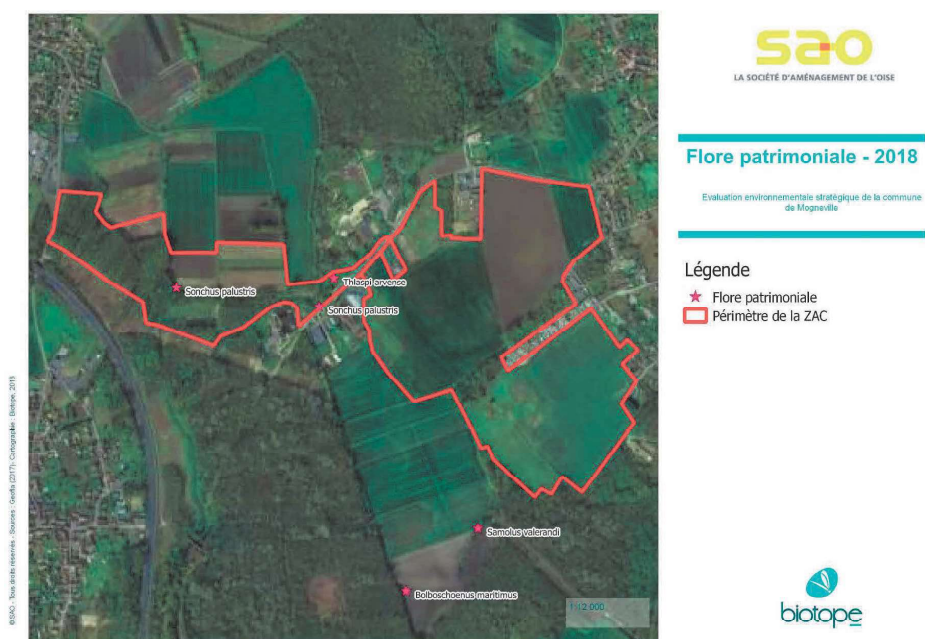 sao
LA SOCIÉTÉ D'AMÉNAGEMENT DE L'OISE
Flore patrimoniale - 2018
Evaluation environnementale stratégique de la commune
de Mogneville
Légende
Flore patrimoniale
Périmètre de la ZAC
Sonchus palustris
Thlaspi arvense
Sonchus palustris
Samolus valerandi
Bolboschoenus maritimus
1:12 000
©SAO - Tous droits réservés - Sources : Geofla (2017)- Cartographie : Biotope, 2018
biotope